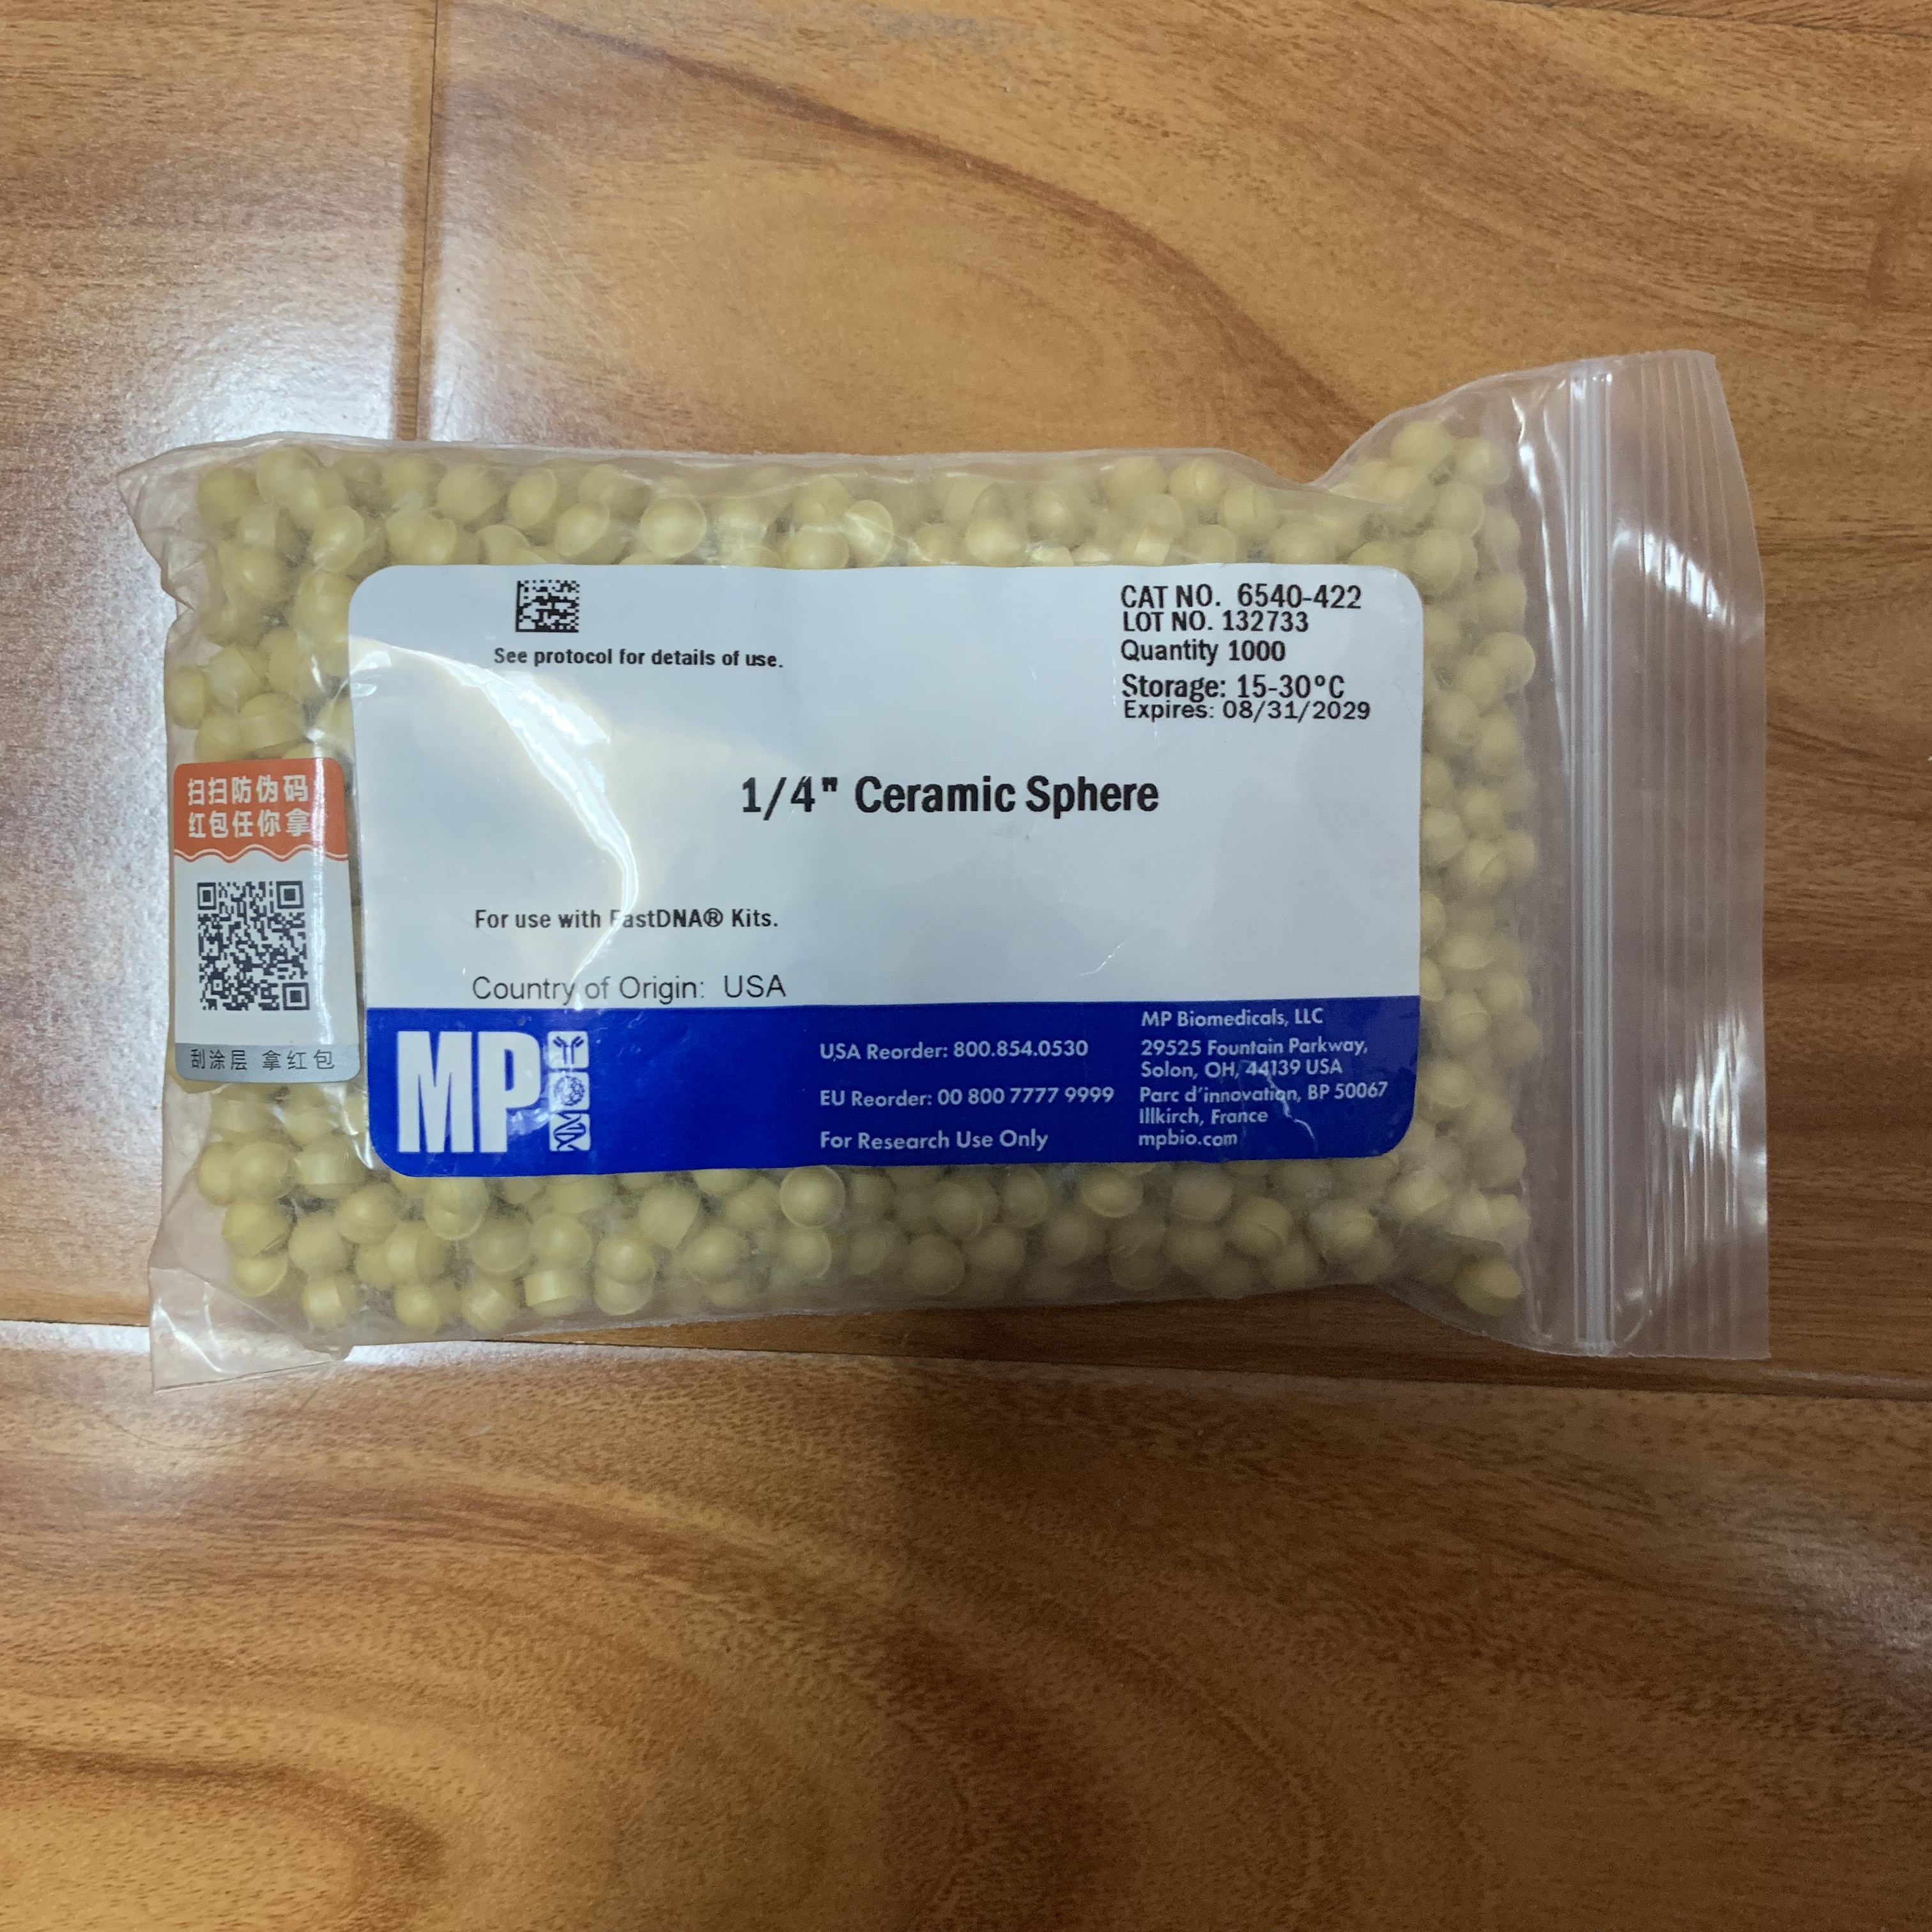 See protocol for details of use.
CAT NO. 6540-422
LOT NO. 132733
Quantity 1000
Storage: 15-30°C
Expires: 08/31/2029
1/4" Ceramic Sphere
For use with FastDNA® Kits.
Country of Origin: USA
MP
USA Reorder: 800.854.0530
EU Reorder: 00 800 7777 9999
For Research Use Only
MP Biomedicals, LLC
29525 Fountain Parkway,
Solon, OH, 44139 USA
Parc d'innovation, BP 50067
Illkirch, France
mpbio.com
扫扫防伪码
红包任你拿
刮涂层 拿红包